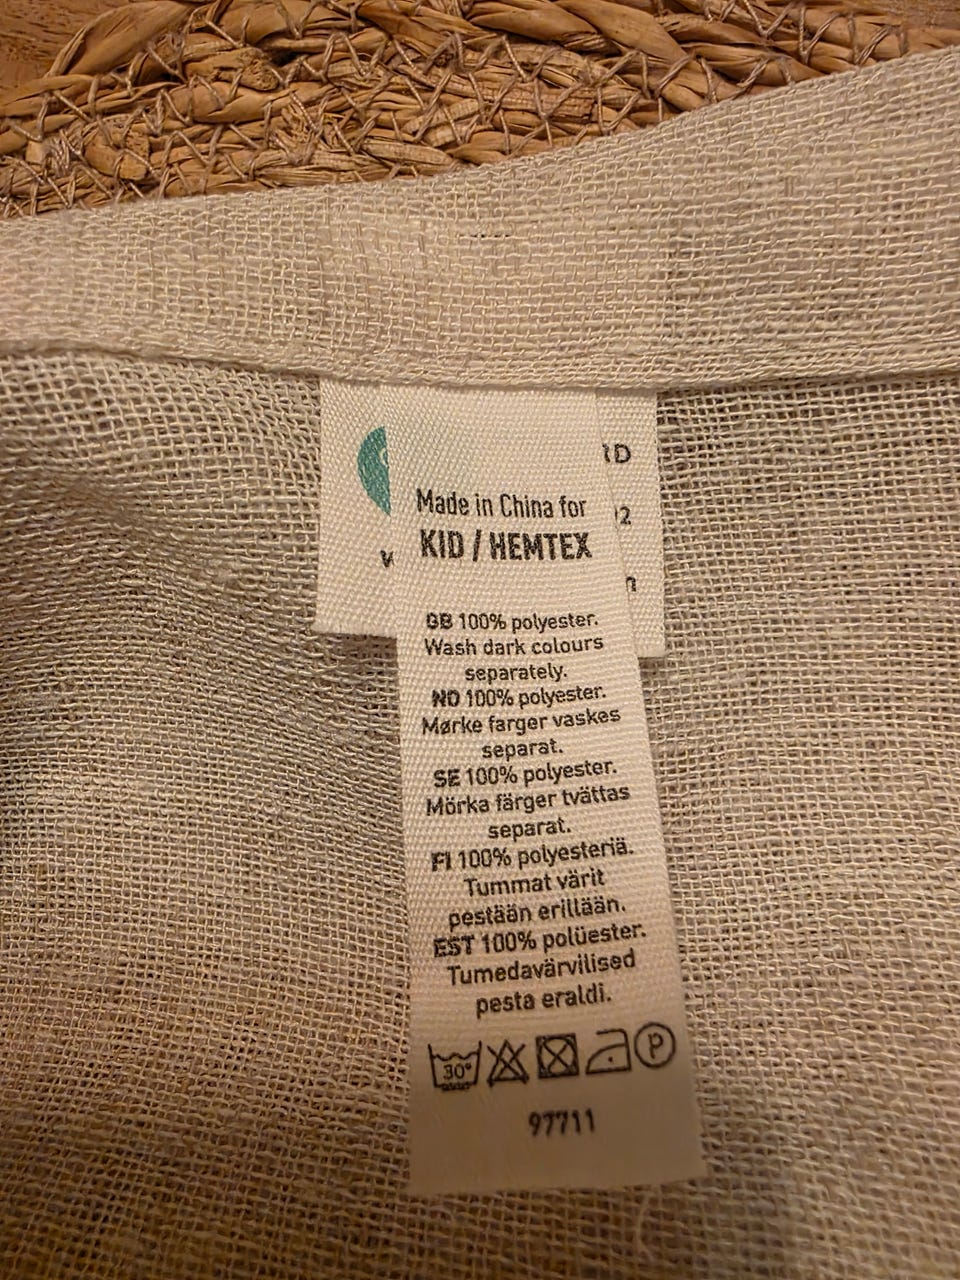 Made in China for
KID / HEMTEX
GB 100% polyester.
Wash dark colours
separately.
NO 100% polyester.
Mørke farger vaskes
separat.
SE 100% polyester.
Mörka färger tvättas
separat.
FI 100% polyesteriä.
Tummat värit
pestään erillään.
EST 100% polüester.
Tumedavärvilised
pesta eraldi.
30° P
97711